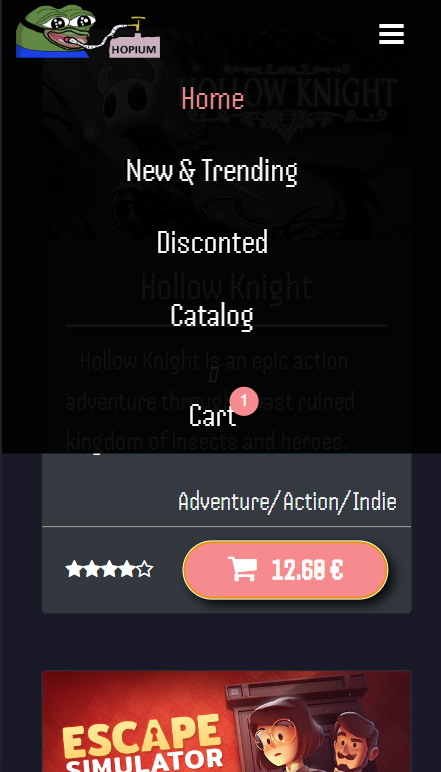 HOPIUM
HOLLOW KNIGHT
Home
New & Trending
Disconted
Hollow Knight
Catalog
Hollow Knight is an epic action
adventure through vast ruined
Cart 1
kingdom of insects and heroes.
Adventure/Action/Indie
12.68 €
ESCAPE
SIMULATOR